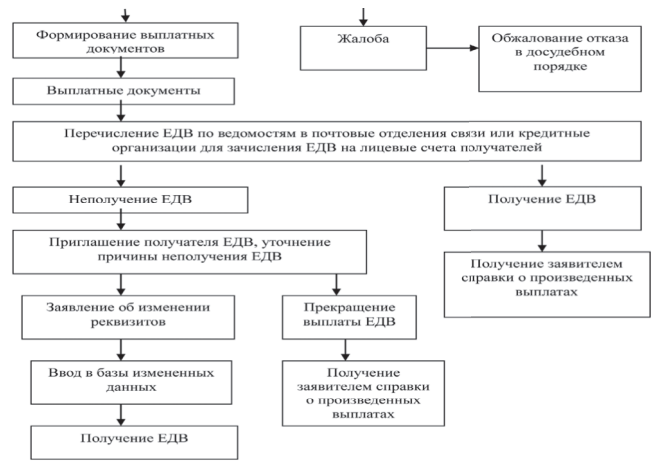 Формирование выплатных
документов
Жалоба
Обжалование отказа
в досудебном
порядке
Выплатные документы
Перечисление ЕДВ по ведомостям в почтовые отделения связи или кредитные
организации для зачисления ЕДВ на лицевые счета получателей
Неполучение ЕДВ
Получение ЕДВ
Приглашение получателя ЕДВ, уточнение
причины неполучения ЕДВ
Получение заявителем
справки о произведенных
выплатах
Заявление об изменении
реквизитов
Прекращение
выплаты ЕДВ
Ввод в базы измененных
данных
Получение
заявителем справки
о произведенных
выплатах
Получение ЕДВ